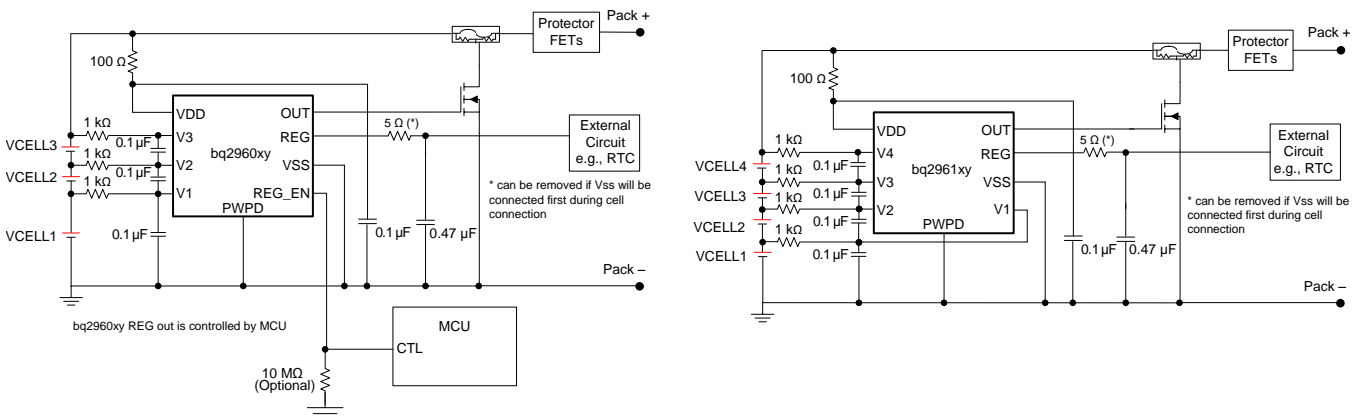 Pack +
Protector
FETs
100 Ω
VDD
OUT
1 kΩ
0.1 µF
V3
REG
5 Ω (*)
External
Circuit
e.g., RTC
VCELL3
1 kΩ
0.1 µF
V2
bq2960xy
VSS
VCELL2
1 kΩ
V1
REG_EN
* can be removed if Vss will be
connected first during cell
connection
PWPD
VCELL1
0.1 µF
0.1 µF
0.47 µF
Pack –
bq2960xy REG out is controlled by MCU
MCU
CTL
10 MΩ
(Optional)
Pack +
Protector
FETs
100 Ω
VDD
OUT
1 kΩ
0.1 µF
V4
REG
5 Ω (*)
External
Circuit
e.g., RTC
VCELL4
1 kΩ
0.1 µF
V3
bq2961xy
VSS
VCELL3
1 kΩ
0.1 µF
V2
V1
* can be removed if Vss will be
connected first during cell
connection
VCELL2
1 kΩ
PWPD
VCELL1
0.1 µF
0.1 µF
0.47 µF
Pack –